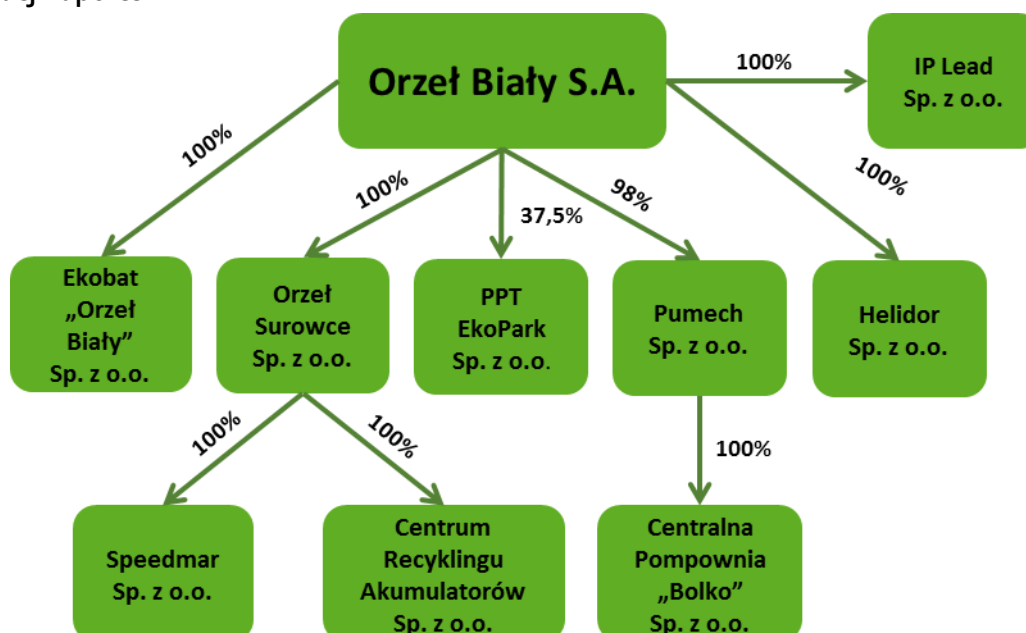 Orzeł Biały S.A.
100%
IP Lead
Sp. z o.o.
100%
100%
37,5%
98%
100%
Ekobat
„Orzeł
Biały”
Sp. z o.o.
Orzeł
Surowce
Sp. z o.o.
PPT
EkoPark
Sp. z o.o.
Pumech
Sp. z o.o.
Helidor
Sp. z o.o.
100%
100%
100%
Speedmar
Sp. z o.o.
Centrum
Recyklingu
Akumulatorów
Sp. z o.o.
Centralna
Pompownia
„Bolko”
Sp. z o.o.